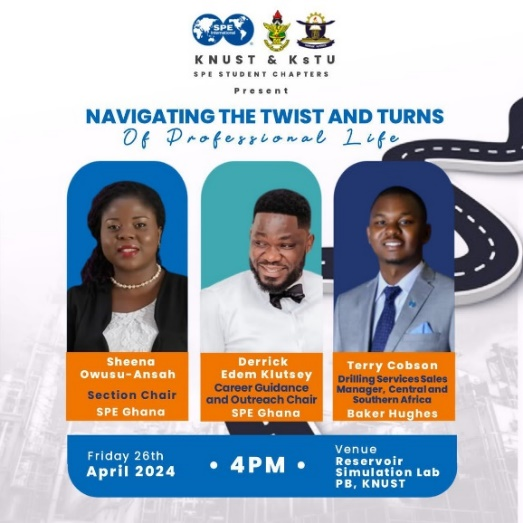 SPE
International
KNUST & KsTU
SPE STUDENT CHAPTERS
Present
NAVIGATING THE TWIST AND TURNS
Of Professional Life
Sheena
Owusu-Ansah
Section Chair
SPE Ghana
Derrick
Edem Klutsey
Career Guidance
and Outreach Chair
SPE Ghana
Terry Cobson
Drilling Services Sales
Manager, Central and
Southern Africa
Baker Hughes
Friday 26th
April 2024
• 4PM •
Venue
Reservoir
Simulation Lab
PB, KNUST